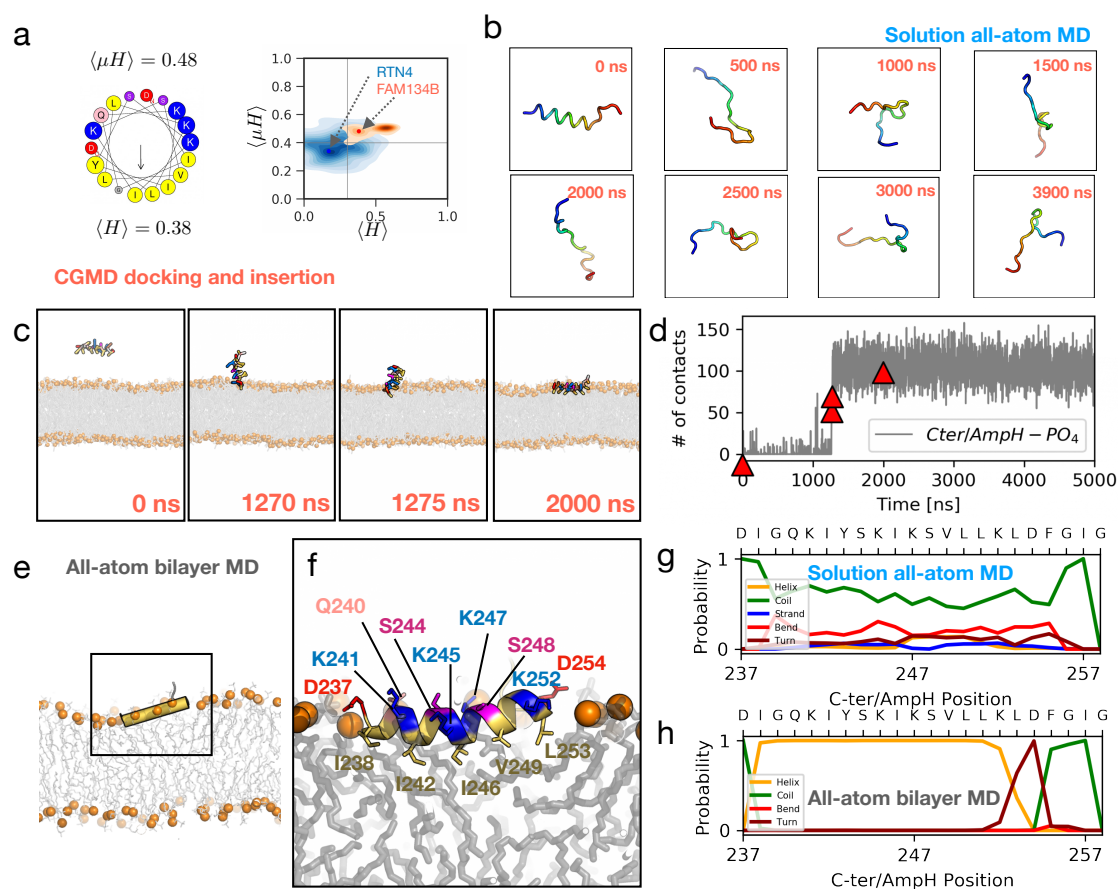 a
⟨μH⟩ = 0.48
L S D S K K K I V I L I G L Y D K Q
⟨H⟩ = 0.38
⟨μH⟩
1.0
0.8
0.6
0.4
0.2
0.0
RTN4
FAM134B
0.0 0.5 1.0
⟨H⟩
b
Solution all-atom MD
0 ns
500 ns
1000 ns
1500 ns
2000 ns
2500 ns
3000 ns
3900 ns
CGMD docking and insertion
c
0 ns
1270 ns
1275 ns
2000 ns
d
# of contacts
150
100
50
0
Cter/AmpH − PO4
0 1000 2000 3000 4000 5000
Time [ns]
e
All-atom bilayer MD
f
Q240
S244
K247
K241
K245
S248
D237
K252
D254
I238
I242
I246
V249
L253
g
D I G Q K I Y S K I K S V L L K L D F G I G
Solution all-atom MD
Probability
1
0
Helix
Coil
Strand
Bend
Turn
237 247 257
C-ter/AmpH Position
h
D I G Q K I Y S K I K S V L L K L D F G I G
Probability
1
0
Helix
Coil
Bend
Turn
All-atom bilayer MD
237 247 257
C-ter/AmpH Position